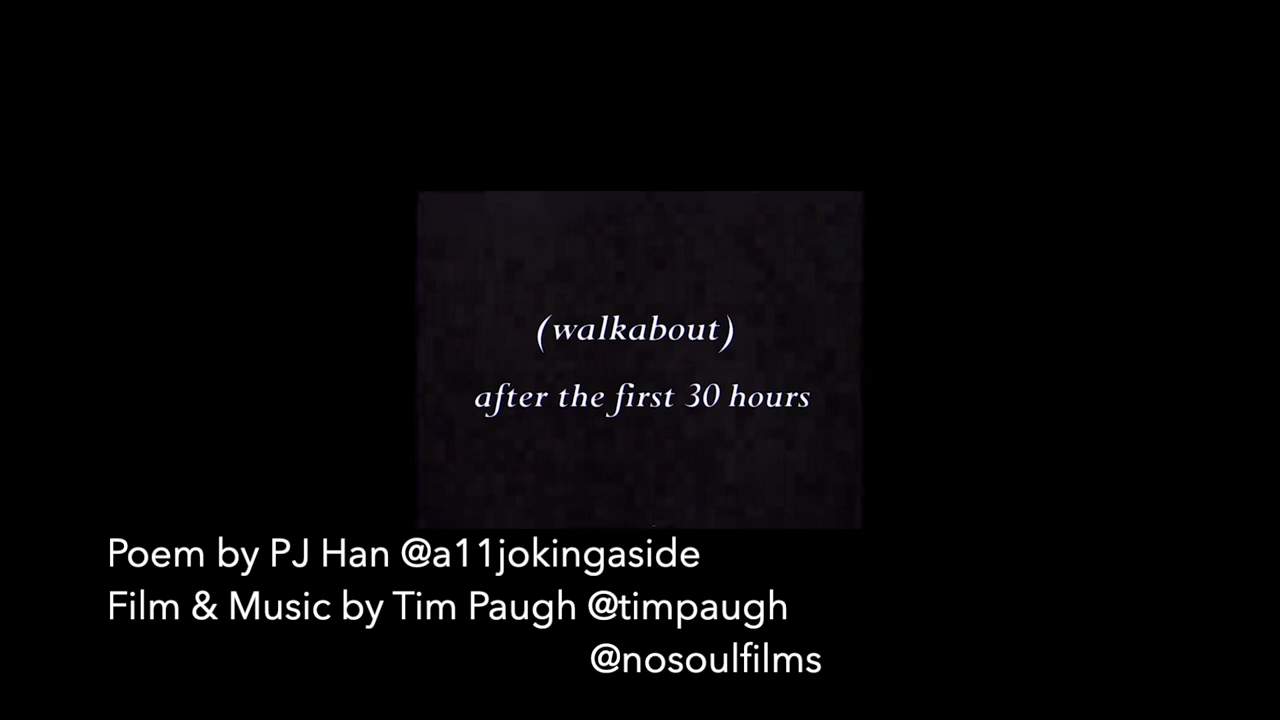 (walkabout)
after the first 30 hours
Poem by PJ Han @a11jokingaside
Film & Music by Tim Paugh @timpaugh
@nosoulfilms